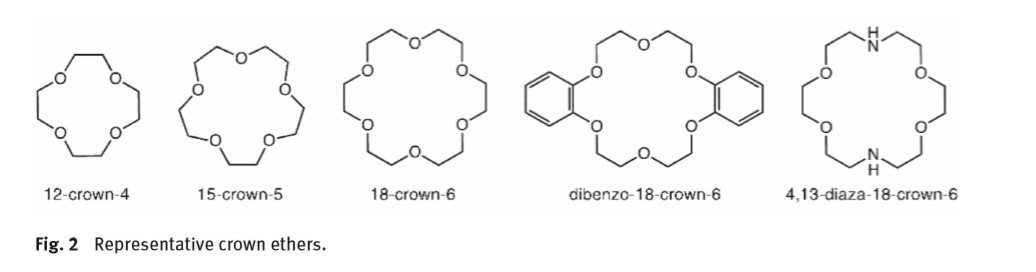 O O O O
O O O O O
O O O O O O
O O O O O O
H
N
O O O O
N
H
12-crown-4 15-crown-5 18-crown-6 dibenzo-18-crown-6 4,13-diaza-18-crown-6
Fig. 2 Representative crown ethers.